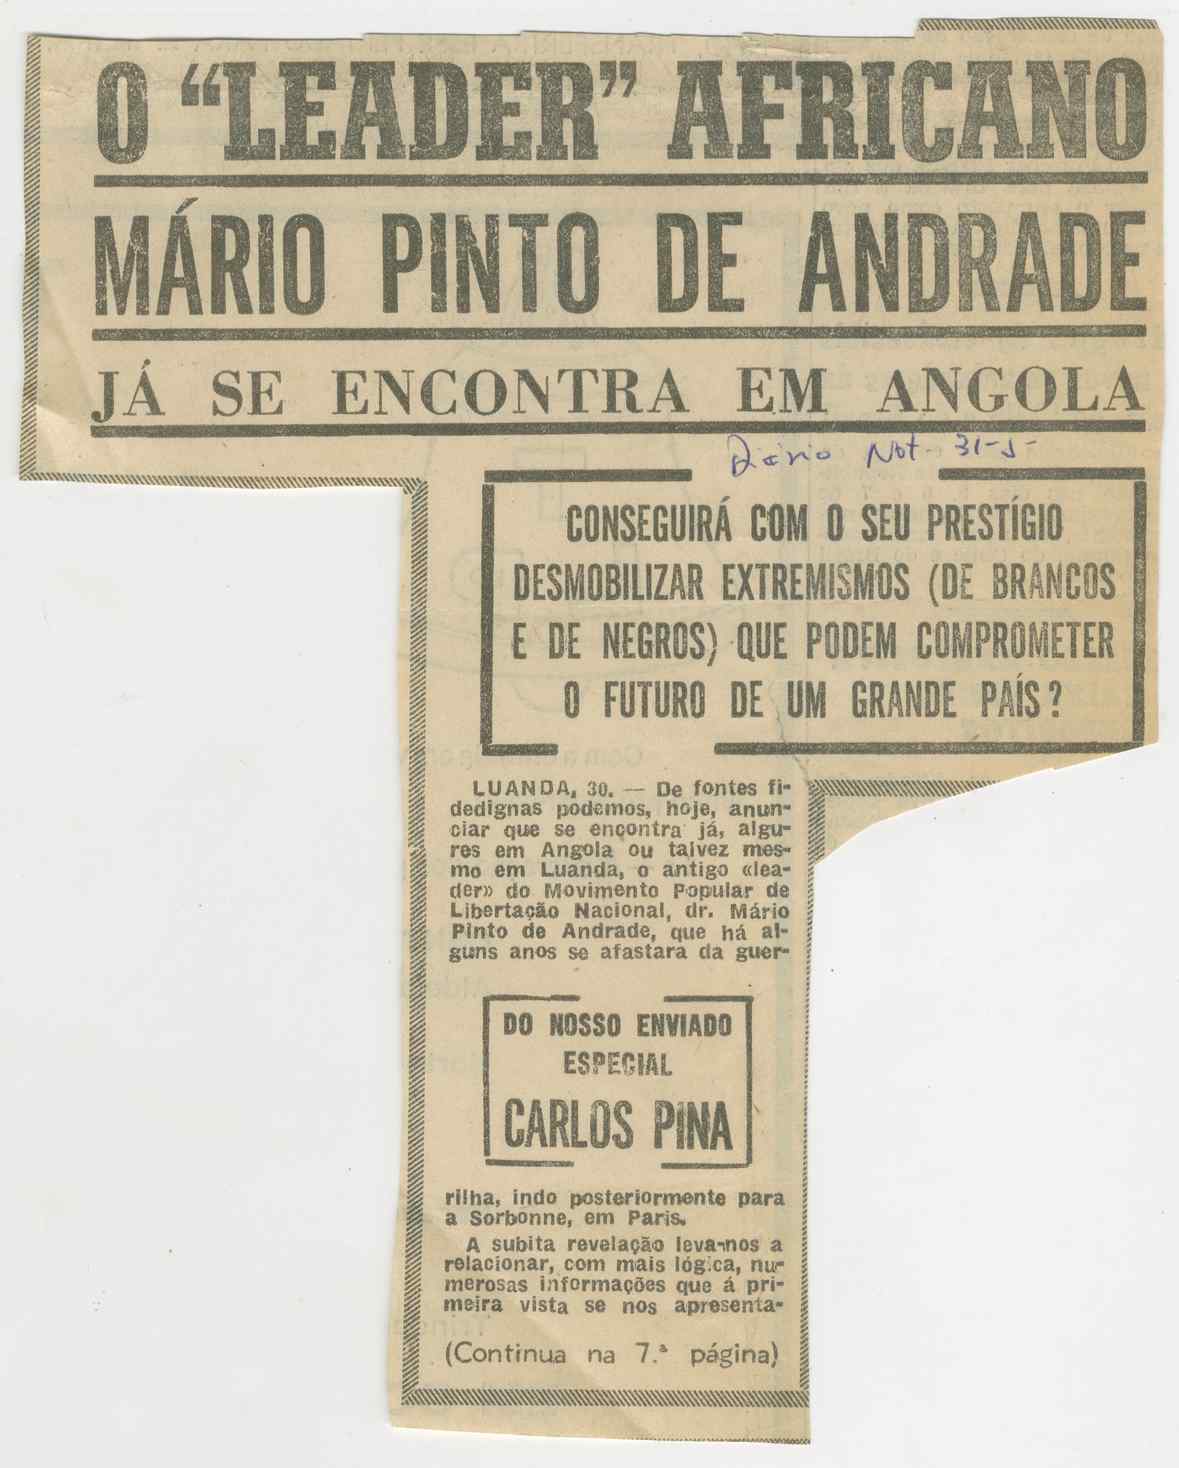 O “LEADER” AFRICANO
MÁRIO PINTO DE ANDRADE
JÁ SE ENCONTRA EM ANGOLA
Diário Not. 31-5-
CONSEGUIRÁ COM O SEU PRESTÍGIO
DESMOBILIZAR EXTREMISMOS (DE BRANCOS
E DE NEGROS) QUE PODEM COMPROMETER
O FUTURO DE UM GRANDE PAÍS?
LUANDA, 30. — De fontes fi-
dedignas podemos, hoje, anun-
ciar que se encontra já, algu-
res em Angola ou talvez mes-
mo em Luanda, o antigo «lea-
der» do Movimento Popular de
Libertação Nacional, dr. Mário
Pinto de Andrade, que há al-
guns anos se afastara da guer-
DO NOSSO ENVIADO
ESPECIAL
CARLOS PINA
rilha, indo posteriormente para
a Sorbonne, em Paris.
A subita revelação leva-nos a
relacionar, com mais lógica, nu-
merosas informações que á pri-
meira vista se nos apresenta-
(Continua na 7.ª página)